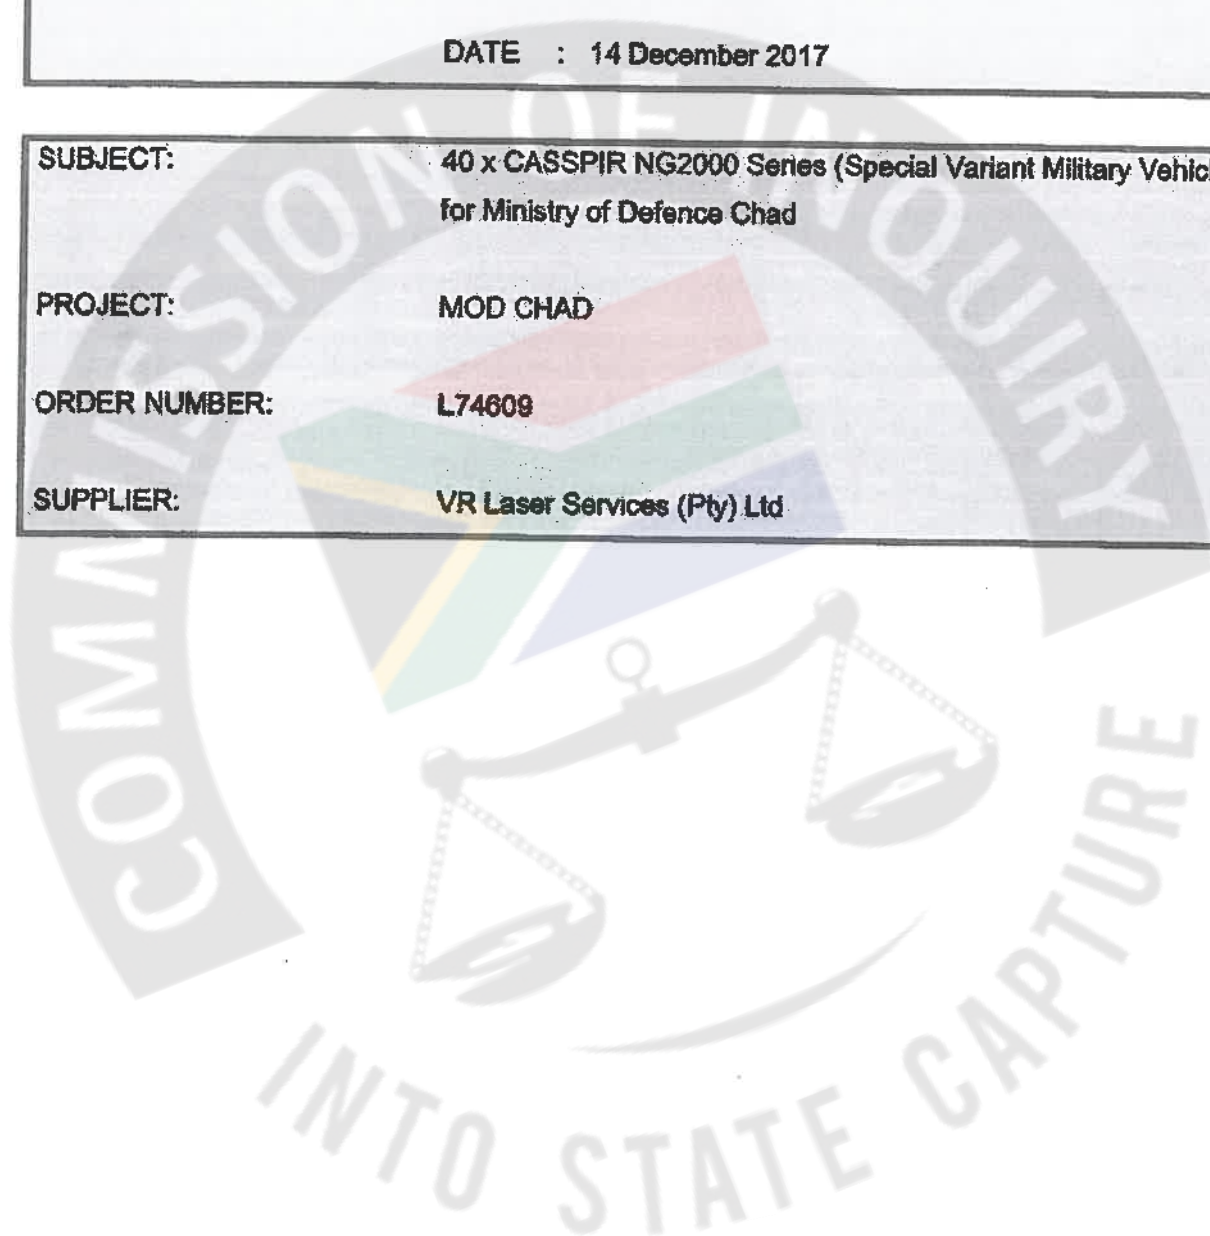 DATE : 14 December 2017
SUBJECT: 40 x CASSPIR NG2000 Series (Special Variant Military Vehicl
for Ministry of Defence Chad
PROJECT: MOD CHAD
ORDER NUMBER: L74609
SUPPLIER: VR Laser Services (Pty) Ltd
COMMISSION OF INQUIRY
INTO STATE CAPTURE